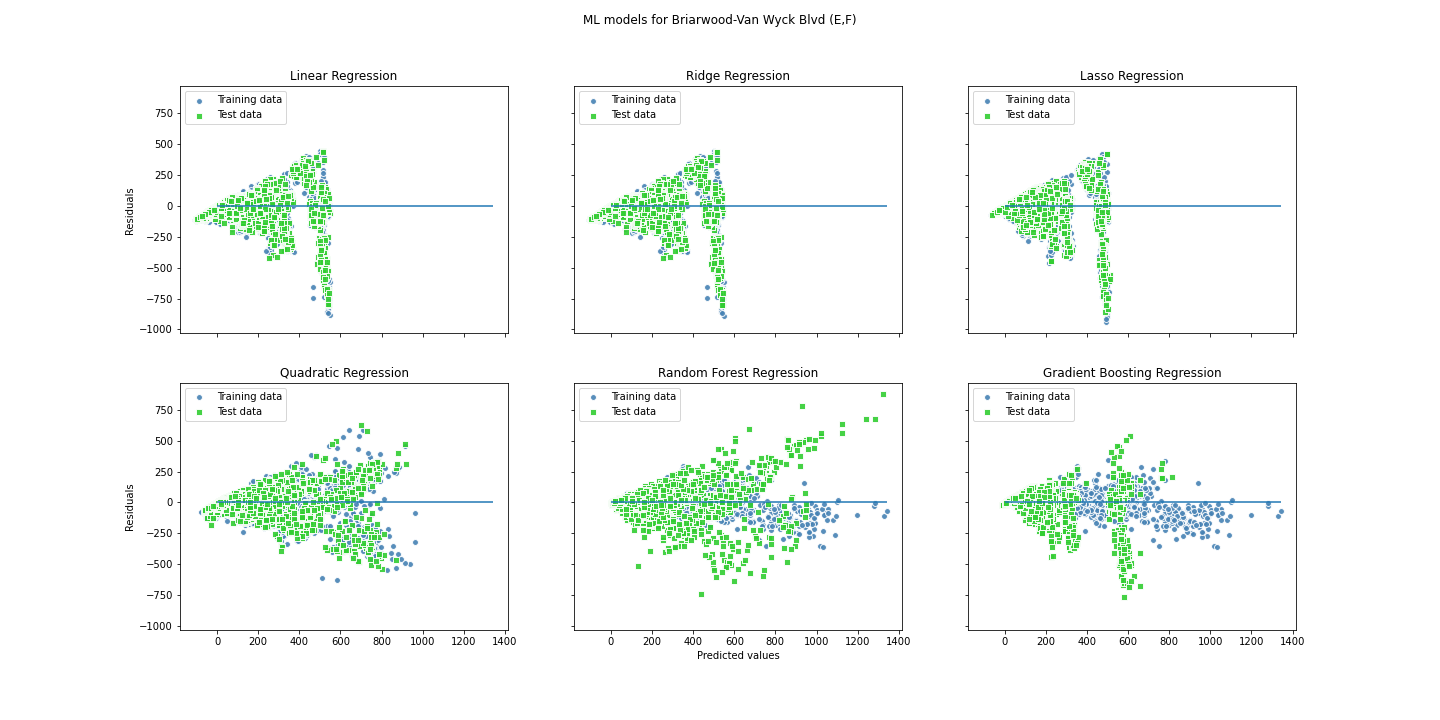 ML models for Briarwood-Van Wyck Blvd (E,F)
Linear Regression
Training data
Test data
750
500
250
0
−250
−500
−750
−1000
Residuals
Ridge Regression
Training data
Test data
Lasso Regression
Training data
Test data
Quadratic Regression
Training data
Test data
750
500
250
0
−250
−500
−750
−1000
Residuals
0 200 400 600 800 1000 1200 1400
Random Forest Regression
Training data
Test data
0 200 400 600 800 1000 1200 1400
Predicted values
Gradient Boosting Regression
Training data
Test data
0 200 400 600 800 1000 1200 1400